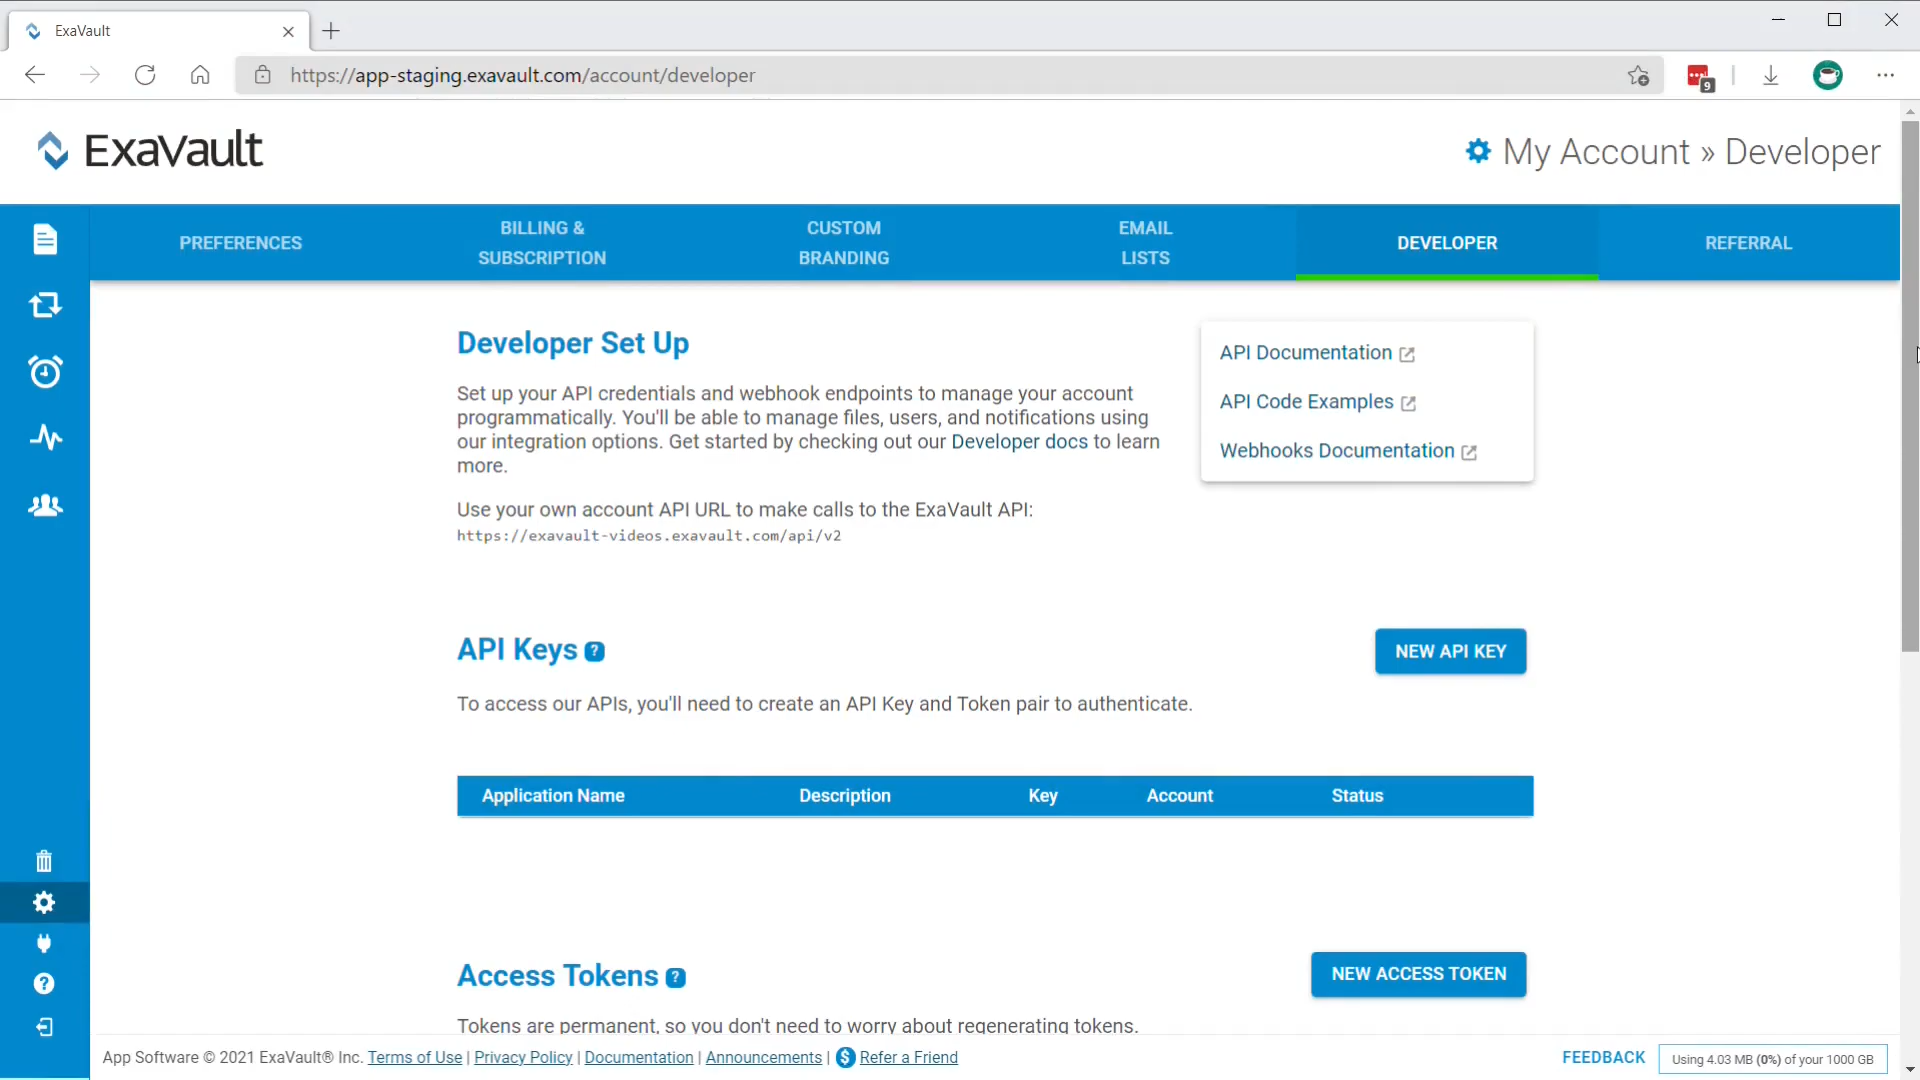 ExaVault
https://app-staging.exavault.com/account/developer
9
ExaVault
My Account » Developer
PREFERENCES
BILLING &
SUBSCRIPTION
CUSTOM
BRANDING
EMAIL
LISTS
DEVELOPER
REFERRAL
Developer Set Up
Set up your API credentials and webhook endpoints to manage your account
programmatically. You'll be able to manage files, users, and notifications using
our integration options. Get started by checking out our Developer docs to learn
more.
Use your own account API URL to make calls to the ExaVault API:
https://exavault-videos.exavault.com/api/v2
API Documentation
API Code Examples
Webhooks Documentation
API Keys ?
NEW API KEY
To access our APIs, you'll need to create an API Key and Token pair to authenticate.
Application Name Description Key Account Status
Access Tokens ?
NEW ACCESS TOKEN
Tokens are permanent, so you don't need to worry about regenerating tokens.
App Software © 2021 ExaVault® Inc. Terms of Use | Privacy Policy | Documentation | Announcements | $ Refer a Friend
FEEDBACK
Using 4.03 MB (0%) of your 1000 GB